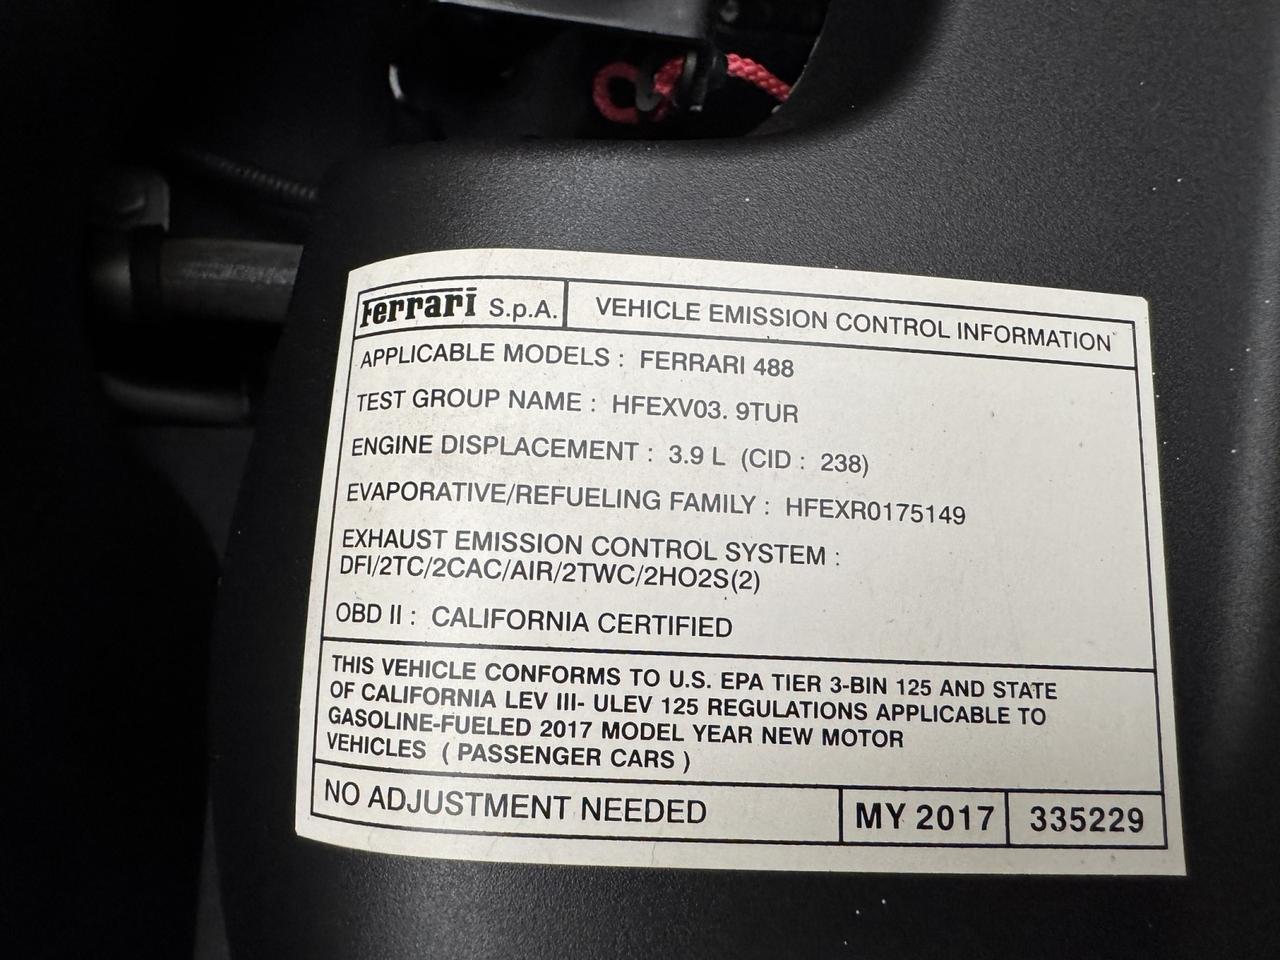 Ferrari S.p.A. VEHICLE EMISSION CONTROL INFORMATION
APPLICABLE MODELS : FERRARI 488
TEST GROUP NAME : HFEXV03. 9TUR
ENGINE DISPLACEMENT : 3.9 L (CID : 238)
EVAPORATIVE/REFUELING FAMILY : HFEXR0175149
EXHAUST EMISSION CONTROL SYSTEM :
DFI/2TC/2CAC/AIR/2TWC/2HO2S(2)
OBD II : CALIFORNIA CERTIFIED
THIS VEHICLE CONFORMS TO U.S. EPA TIER 3-BIN 125 AND STATE
OF CALIFORNIA LEV III- ULEV 125 REGULATIONS APPLICABLE TO
GASOLINE-FUELED 2017 MODEL YEAR NEW MOTOR
VEHICLES ( PASSENGER CARS )
NO ADJUSTMENT NEEDED MY 2017 335229